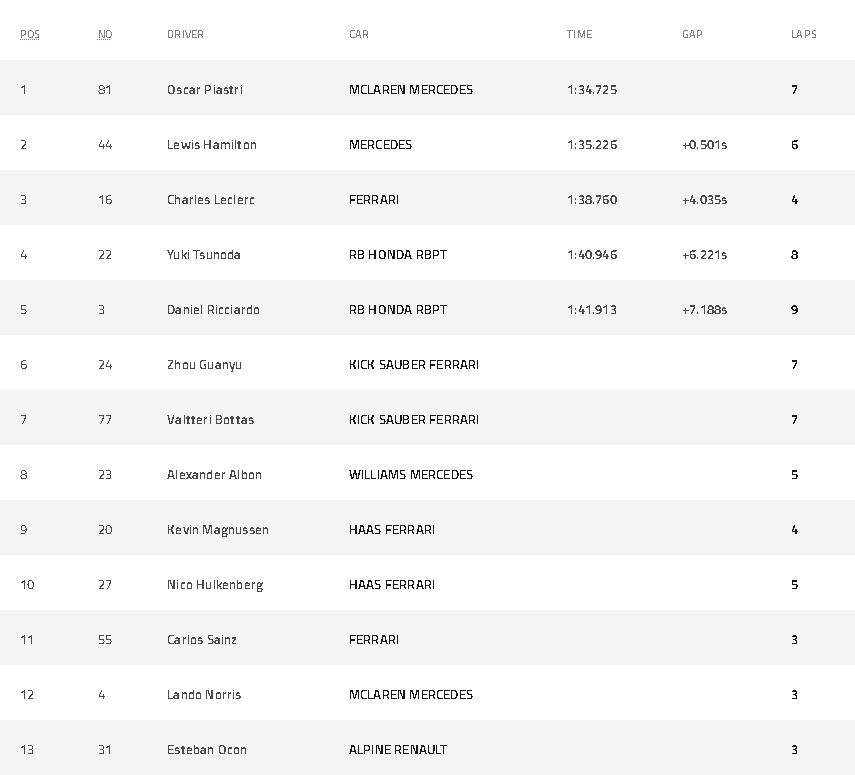 POS NO DRIVER CAR TIME GAP LAPS
1 81 Oscar Piastri MCLAREN MERCEDES 1:34.725 7
2 44 Lewis Hamilton MERCEDES 1:35.226 +0.501s 6
3 16 Charles Leclerc FERRARI 1:38.760 +4.035s 4
4 22 Yuki Tsunoda RB HONDA RBPT 1:40.946 +6.221s 8
5 3 Daniel Ricciardo RB HONDA RBPT 1:41.913 +7.188s 9
6 24 Zhou Guanyu KICK SAUBER FERRARI 7
7 77 Valtteri Bottas KICK SAUBER FERRARI 7
8 23 Alexander Albon WILLIAMS MERCEDES 5
9 20 Kevin Magnussen HAAS FERRARI 4
10 27 Nico Hulkenberg HAAS FERRARI 5
11 55 Carlos Sainz FERRARI 3
12 4 Lando Norris MCLAREN MERCEDES 3
13 31 Esteban Ocon ALPINE RENAULT 3